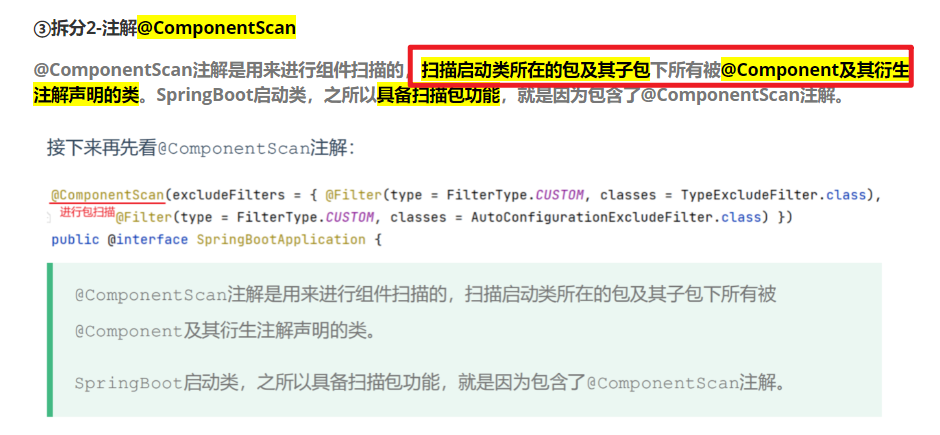 ③拆分2-注解@ComponentScan
@ComponentScan注解是用来进行组件扫描的，扫描启动类所在的包及其子包下所有被@Component及其衍生
注解声明的类。SpringBoot启动类，之所以具备扫描包功能，就是因为包含了@ComponentScan注解。
接下来再先看@ComponentScan注解：
@ComponentScan(excludeFilters = { @Filter(type = FilterType.CUSTOM, classes = TypeExcludeFilter.class),
进行包扫描@Filter(type = FilterType.CUSTOM, classes = AutoConfigurationExcludeFilter.class) })
public @interface SpringBootApplication {
@ComponentScan注解是用来进行组件扫描的，扫描启动类所在的包及其子包下所有被
@Component及其衍生注解声明的类。
SpringBoot启动类，之所以具备扫描包功能，就是因为包含了@ComponentScan注解。